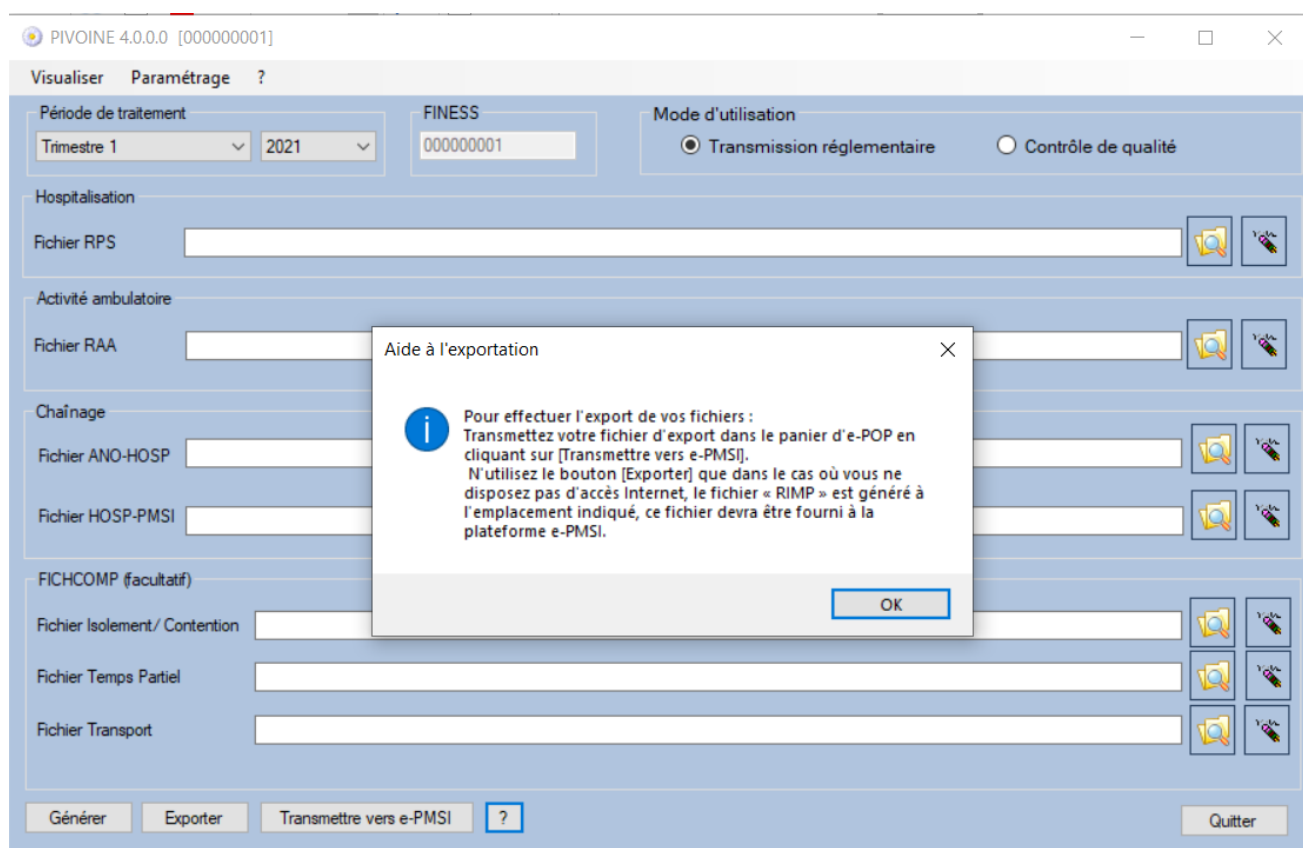 PIVOINE 4.0.0.0 [000000001]
Visualiser Paramétrage ?
Période de traitement
Trimestre 1 2021
FINESS
000000001
Mode d'utilisation
Transmission réglementaire Contrôle de qualité
Hospitalisation
Fichier RPS
Activité ambulatoire
Fichier RAA
Chaînage
Fichier ANO-HOSP
Fichier HOSP-PMSI
Aide à l'exportation
Pour effectuer l'export de vos fichiers :
Transmettez votre fichier d'export dans le panier d'e-POP en
cliquant sur [Transmettre vers e-PMSI].
N'utilisez le bouton [Exporter] que dans le cas où vous ne
disposez pas d'accès Internet, le fichier « RIMP » est généré à
l'emplacement indiqué, ce fichier devra être fourni à la
plateforme e-PMSI.
OK
FICHCOMP (facultatif)
Fichier Isolement/ Contention
Fichier Temps Partiel
Fichier Transport
Générer Exporter Transmettre vers e-PMSI ? Quitter